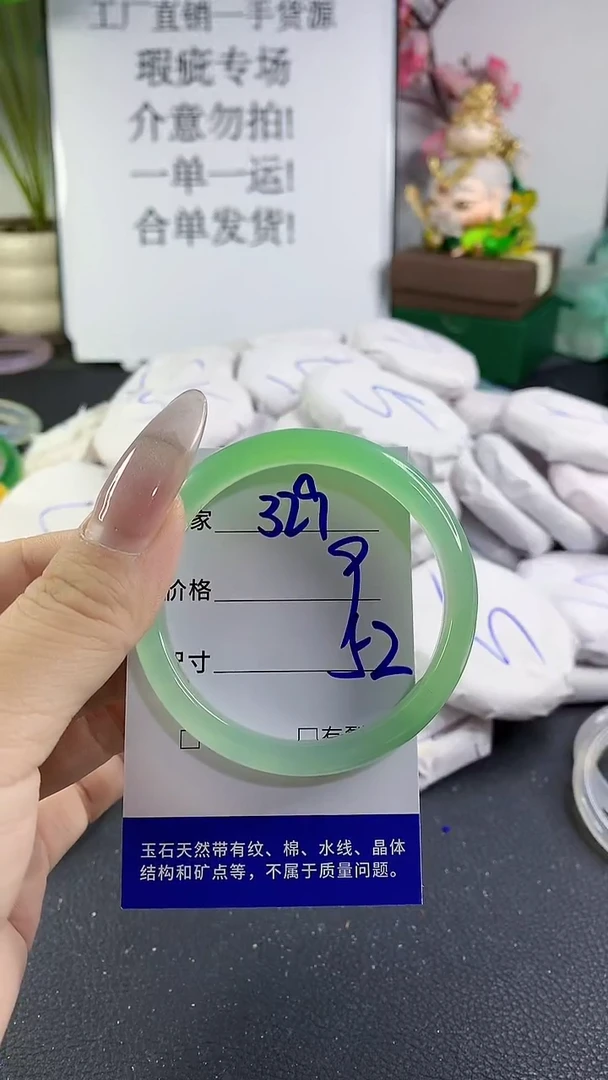 工厂直销一手货源
瑕疵专场
介意勿拍!
一单一运!
合单发货!
家
价格
尺寸 52
玉石天然带有纹、棉、水线、晶体
结构和矿点等，不属于质量问题。